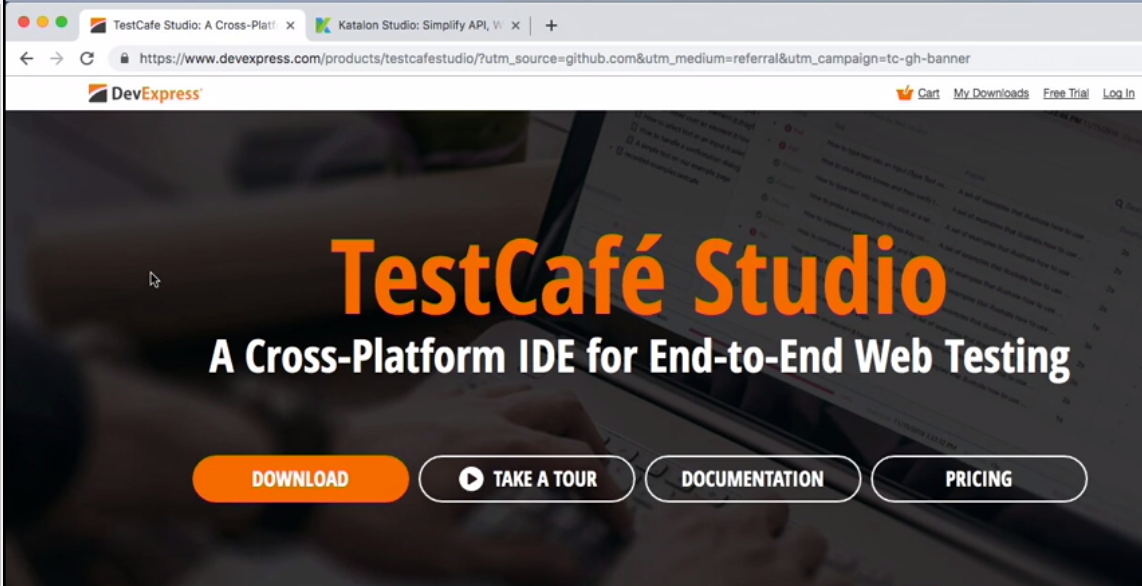 TestCafe Studio: A Cross-Platf
Katalon Studio: Simplify API, W
https://www.devexpress.com/products/testcafestudio/?utm_source=github.com&utm_medium=referral&utm_campaign=tc-gh-banner
DevExpress
Cart My Downloads Free Trial Log In
TestCafé Studio
A Cross-Platform IDE for End-to-End Web Testing
DOWNLOAD TAKE A TOUR DOCUMENTATION PRICING